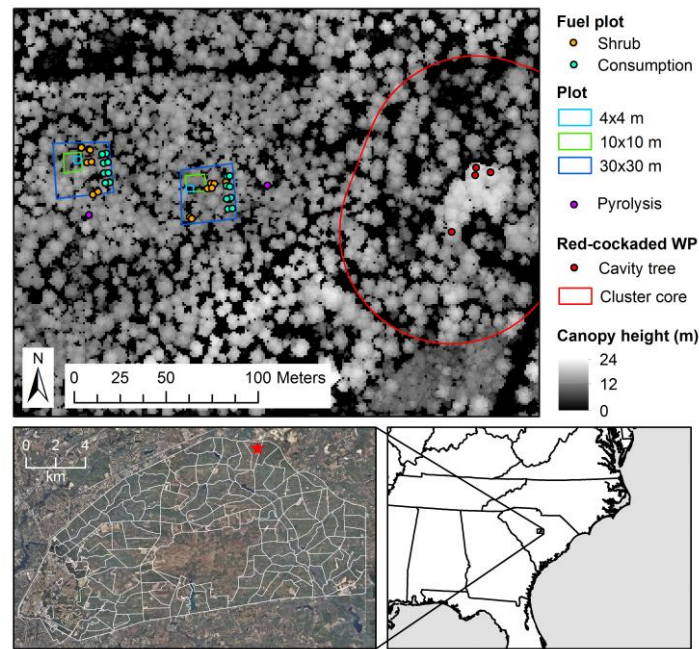 Fuel plot
Shrub
Consumption
Plot
4x4 m
10x10 m
30x30 m
Pyrolysis
Red-cockaded WP
Cavity tree
Cluster core
Canopy height (m)
24
12
0
N
0 25 50 100 Meters
0 2 4
km